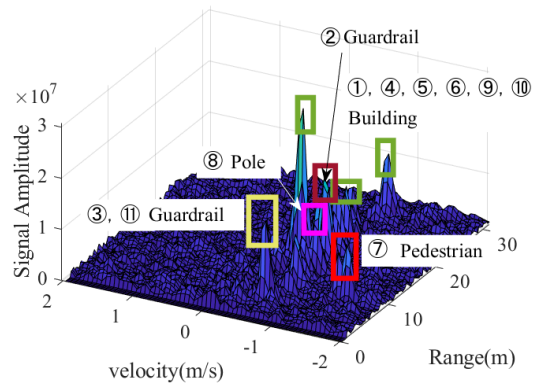 ② Guardrail
①, ④, ⑤, ⑥, ⑨, ⑩
Building
×10⁷
3
⑧ Pole
2
③, ⑪ Guardrail
1
⑦ Pedestrian
0
Signal Amplitude
2
1
0
-1
-2
velocity(m/s)
0
10
20
30
Range(m)